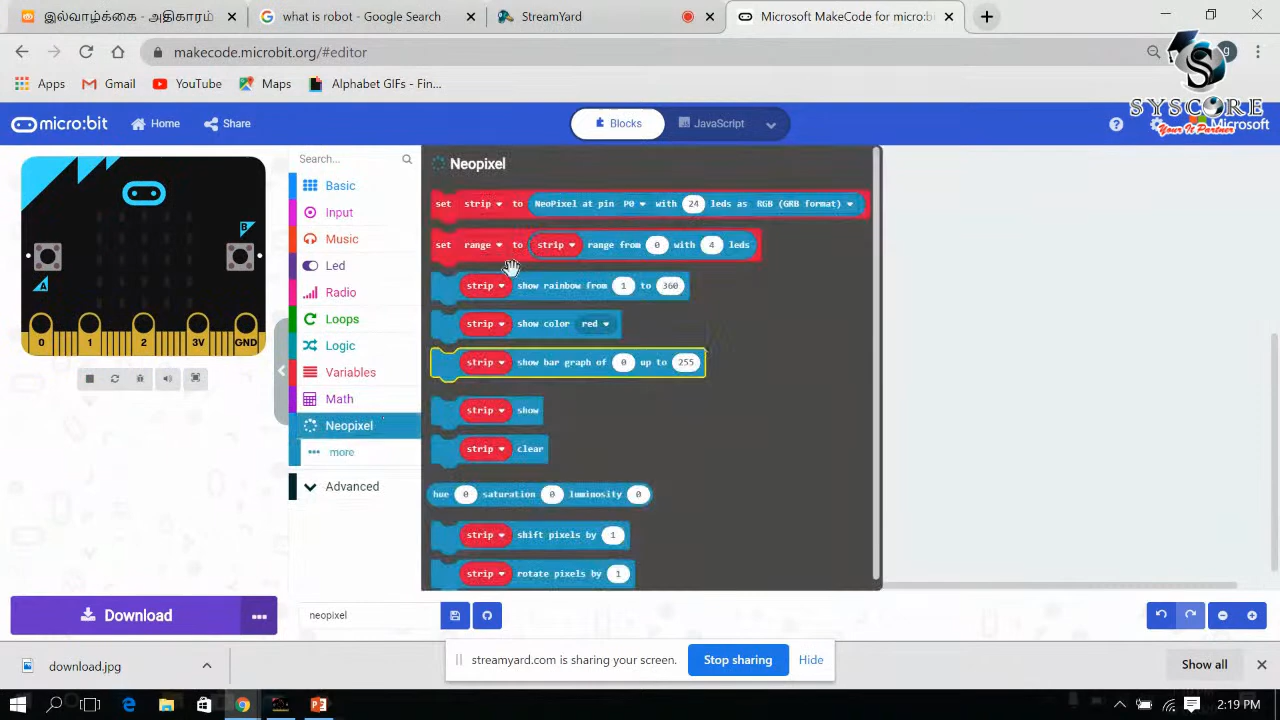 what is robot - Google Search
StreamYard
Microsoft MakeCode for micro:bi
makecode.microbit.org/#editor
g
Apps
Gmail
YouTube
Maps
Alphabet GIFs - Fin...
S
SYSCORE
Your IT Partner
micro:bit
Home
Share
Blocks
JavaScript
Microsoft
Search...
Neopixel
Basic
Input
Music
Led
Radio
Loops
Logic
Variables
Math
Neopixel
more
Advanced
A
B
0 1 2 3V GND
set strip to NeoPixel at pin P0 with 24 leds as RGB (GRB format)
set range to strip range from 0 with 4 leds
strip show rainbow from 1 to 360
strip show color red
strip show bar graph of 0 up to 255
strip show
strip clear
hue 0 saturation 0 luminosity 0
strip shift pixels by 1
strip rotate pixels by 1
Download
neopixel
streamyard.com is sharing your screen.
Stop sharing
Hide
download.jpg
Show all
2:19 PM